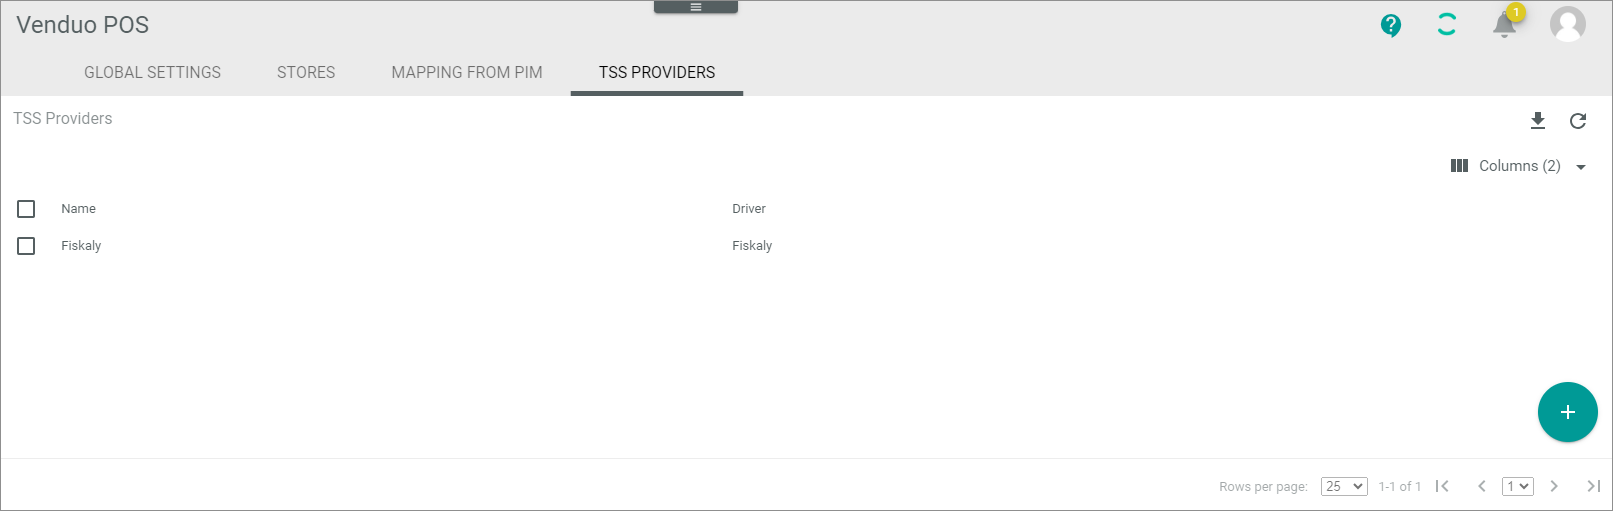 Venduo POS
1
GLOBAL SETTINGS STORES MAPPING FROM PIM TSS PROVIDERS
TSS Providers
Columns (2)
Name Driver
Fiskaly Fiskaly
Rows per page: 25 1-1 of 1 1